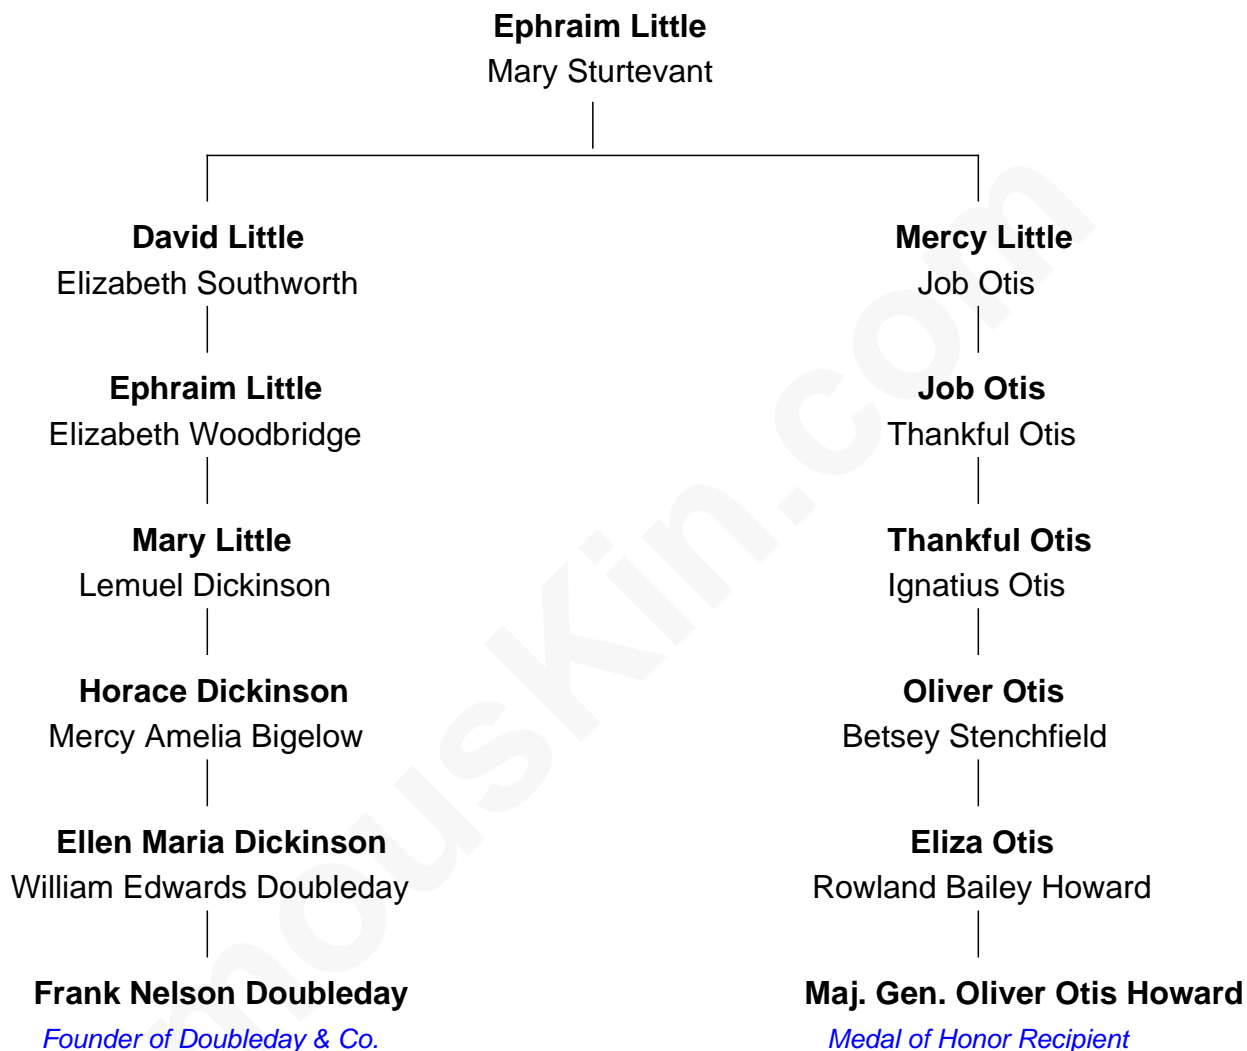 Ephraim Little
Mary Sturtevant
David Little
Elizabeth Southworth
Mercy Little
Job Otis
Ephraim Little
Elizabeth Woodbridge
Job Otis
Thankful Otis
Mary Little
Lemuel Dickinson
Thankful Otis
Ignatius Otis
Horace Dickinson
Mercy Amelia Bigelow
Oliver Otis
Betsey Stenchfield
Ellen Maria Dickinson
William Edwards Doubleday
Eliza Otis
Rowland Bailey Howard
Frank Nelson Doubleday
Founder of Doubleday & Co.
Maj. Gen. Oliver Otis Howard
Medal of Honor Recipient
mousKin.com